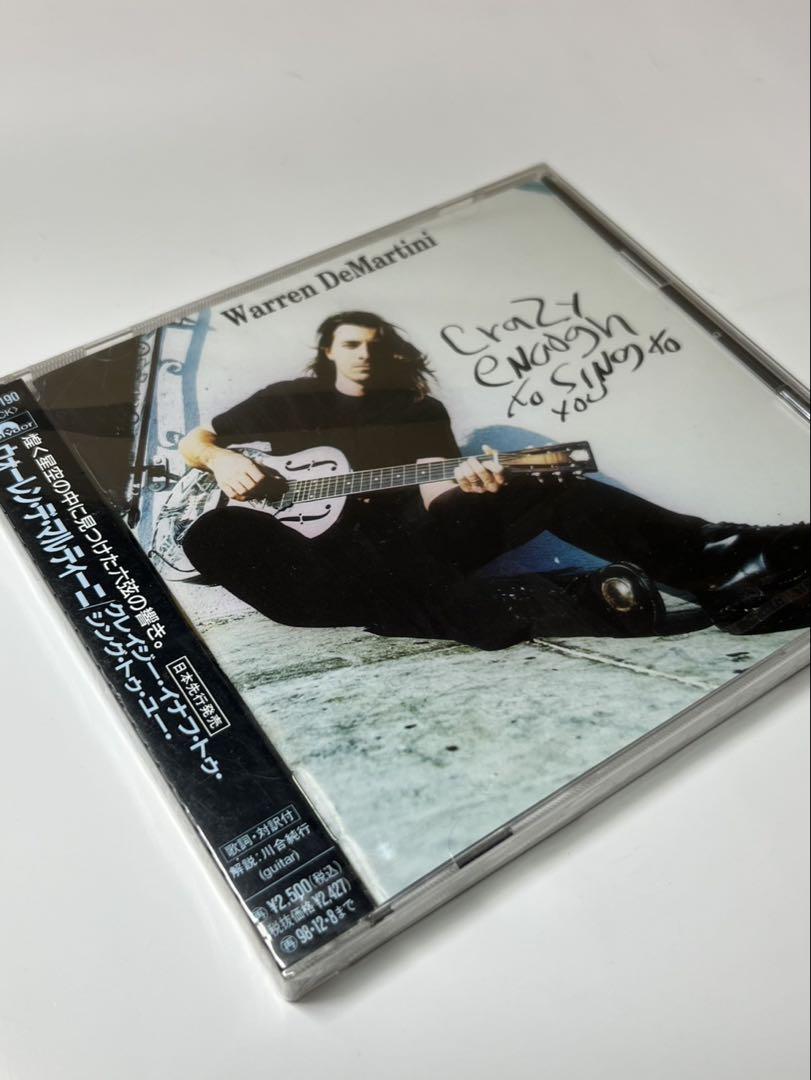 Warren DeMartini
Crazy
enough
to sing to
you
190
煌く星空の中に見つけた六弦の響き。
ウォーレン・デ・マルティーニ
クレイジー・イナフ・トゥ・
シング・トゥ・ユー・
日本先行発売
歌詞・対訳付
解説:川合純行
(guitar)
再 ¥2,500(税込)
税抜価格¥2,427
再 98・12・8まで